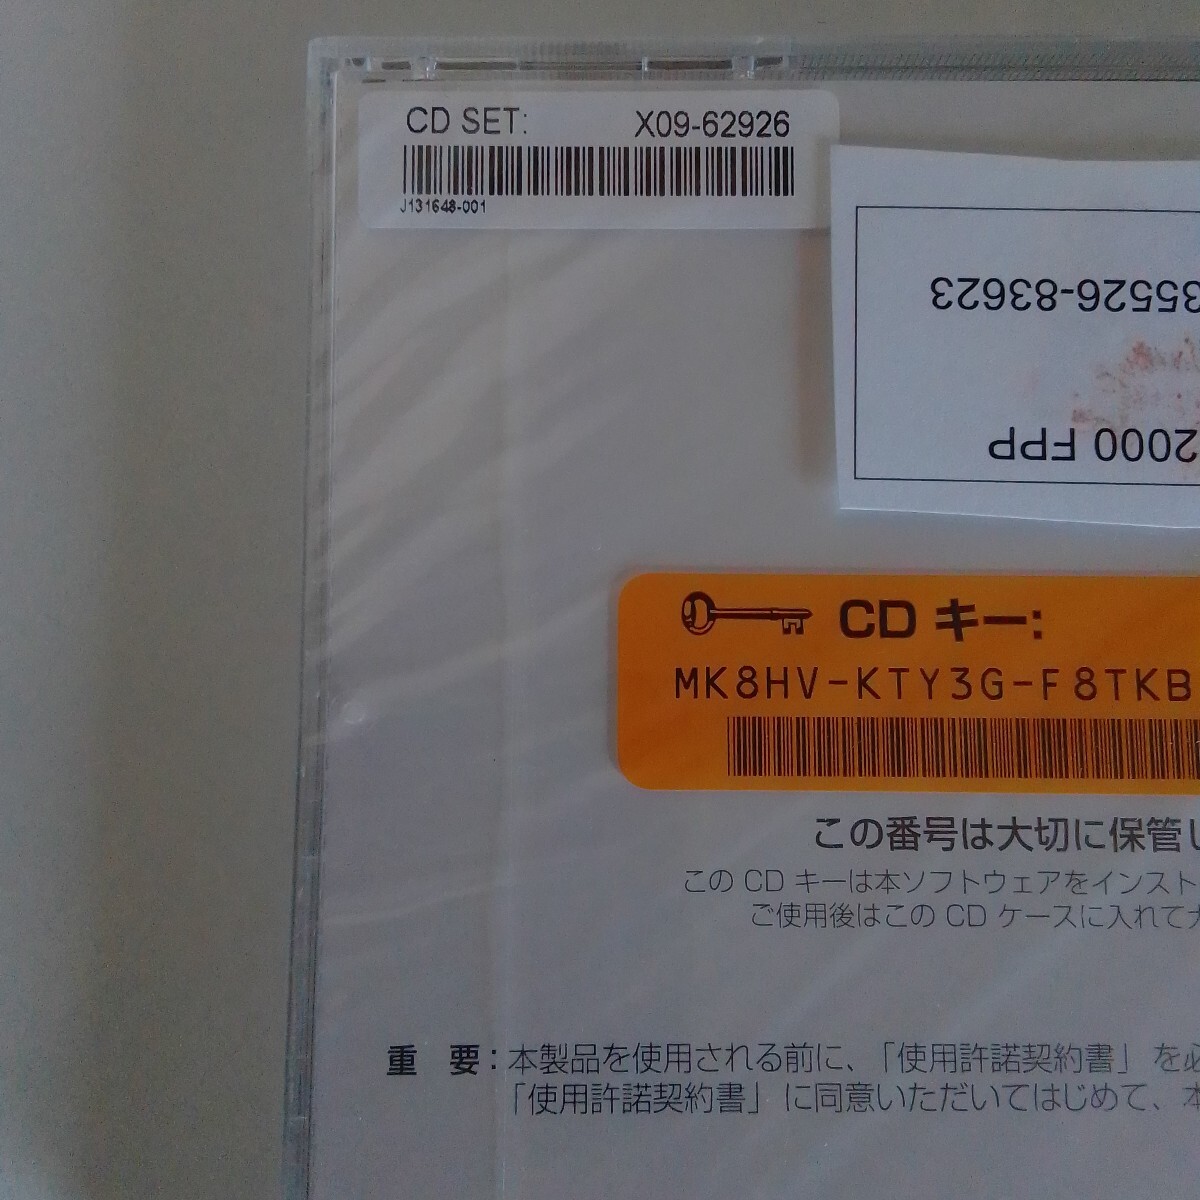 CD SET: X09-62926
J131648-001
35526-83623
2000 FPP
CD キー:
MK8HV-KTY3G-F8TKB
この番号は大切に保管し
この CD キーは本ソフトウェアをインスト
ご使用後はこの CD ケースに入れて大
重 要：本製品を使用される前に、「使用許諾契約書」 を必
「使用許諾契約書」 に同意いただいてはじめて、本